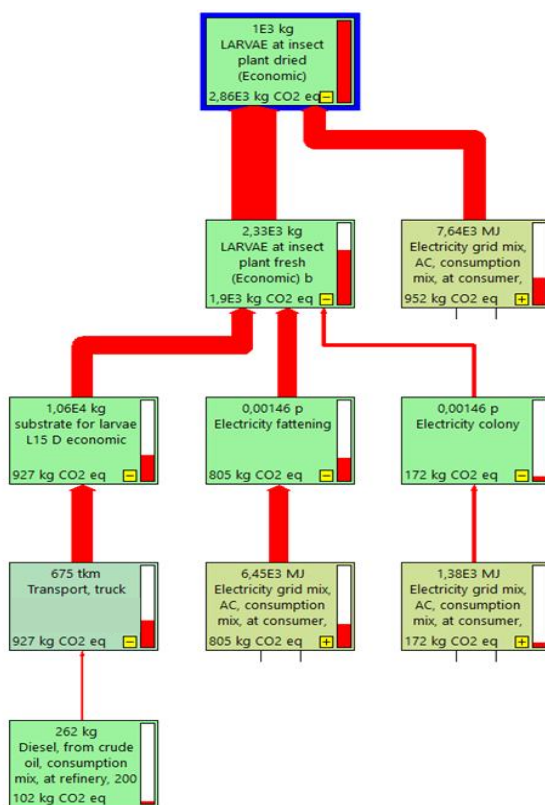 1E3 kg
LARVAE at insect
plant dried
(Economic)
2,86E3 kg CO2 eq
2,33E3 kg
LARVAE at insect
plant fresh
(Economic) b
1,9E3 kg CO2 eq
7,64E3 MJ
Electricity grid mix,
AC, consumption
mix, at consumer,
952 kg CO2 eq
1,06E4 kg
substrate for larvae
L15 D economic
927 kg CO2 eq
0,00146 p
Electricity fattening
805 kg CO2 eq
0,00146 p
Electricity colony
172 kg CO2 eq
675 tkm
Transport, truck
927 kg CO2 eq
6,45E3 MJ
Electricity grid mix,
AC, consumption
mix, at consumer,
805 kg CO2 eq
1,38E3 MJ
Electricity grid mix,
AC, consumption
mix, at consumer,
172 kg CO2 eq
262 kg
Diesel, from crude
oil, consumption
mix, at refinery, 200
102 kg CO2 eq